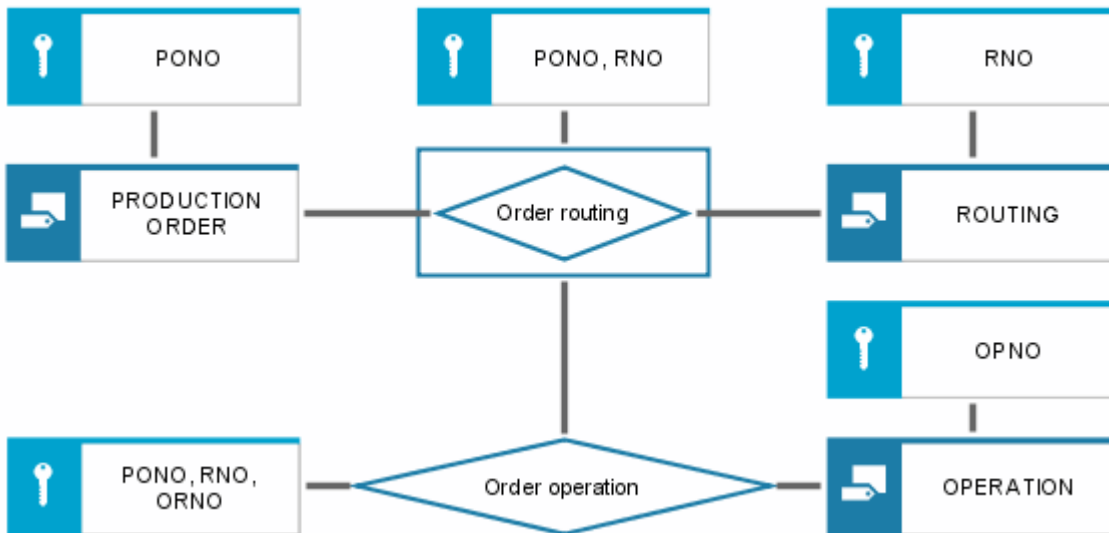 PONO
PONO, RNO
RNO
PRODUCTION
ORDER
Order routing
ROUTING
OPNO
PONO, RNO,
ORNO
Order operation
OPERATION